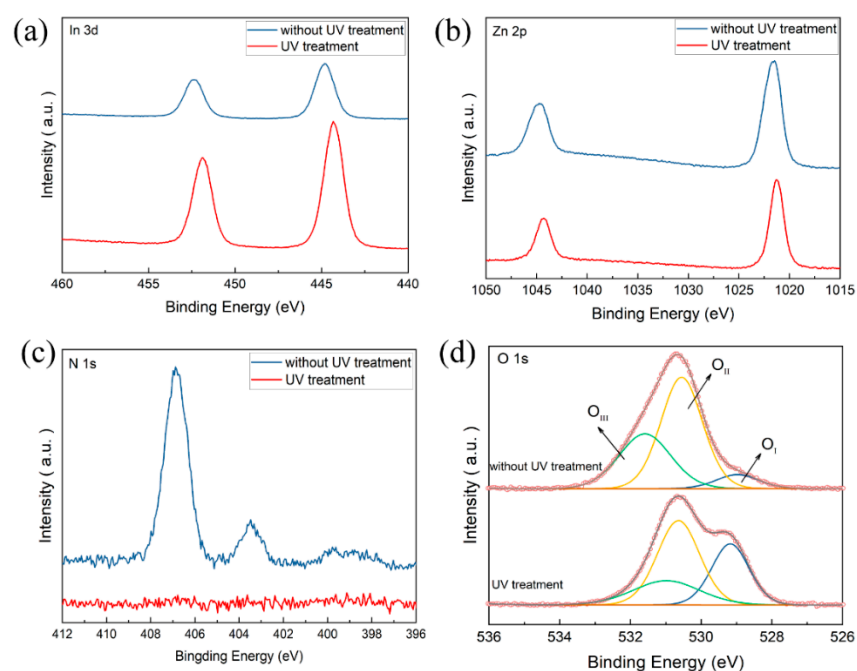 (a)
In 3d
without UV treatment
UV treatment
Intensity ( a.u.)
460 455 450 445 440
Binding Energy (eV)
(b)
Zn 2p
without UV treatment
UV treatment
Intensity ( a.u.)
1050 1045 1040 1035 1030 1025 1020 1015
Binding Energy (eV)
(c)
N 1s
without UV treatment
UV treatment
Intensity ( a.u.)
412 410 408 406 404 402 400 398 396
Bingding Energy (eV)
(d)
O 1s
O_II
O_III
O_I
without UV treatment
UV treatment
Intensity ( a.u.)
536 534 532 530 528 526
Binding Energy (eV)